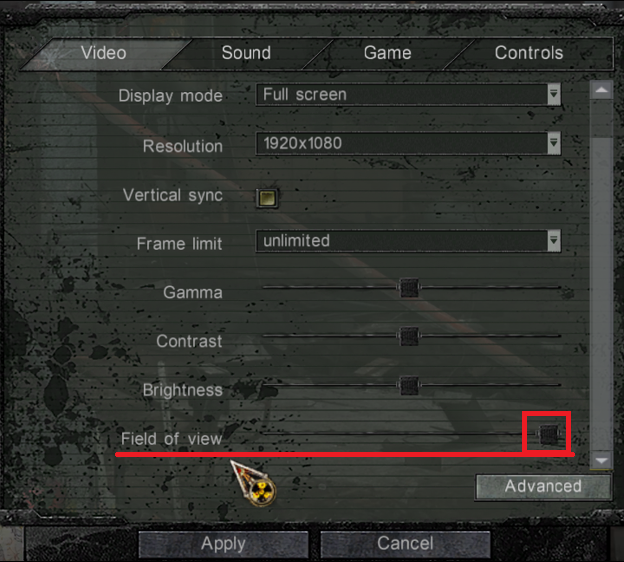 Video Sound Game Controls
Display mode Full screen
Resolution 1920x1080
Vertical sync
Frame limit unlimited
Gamma
Contrast
Brightness
Field of view
Advanced
Apply Cancel